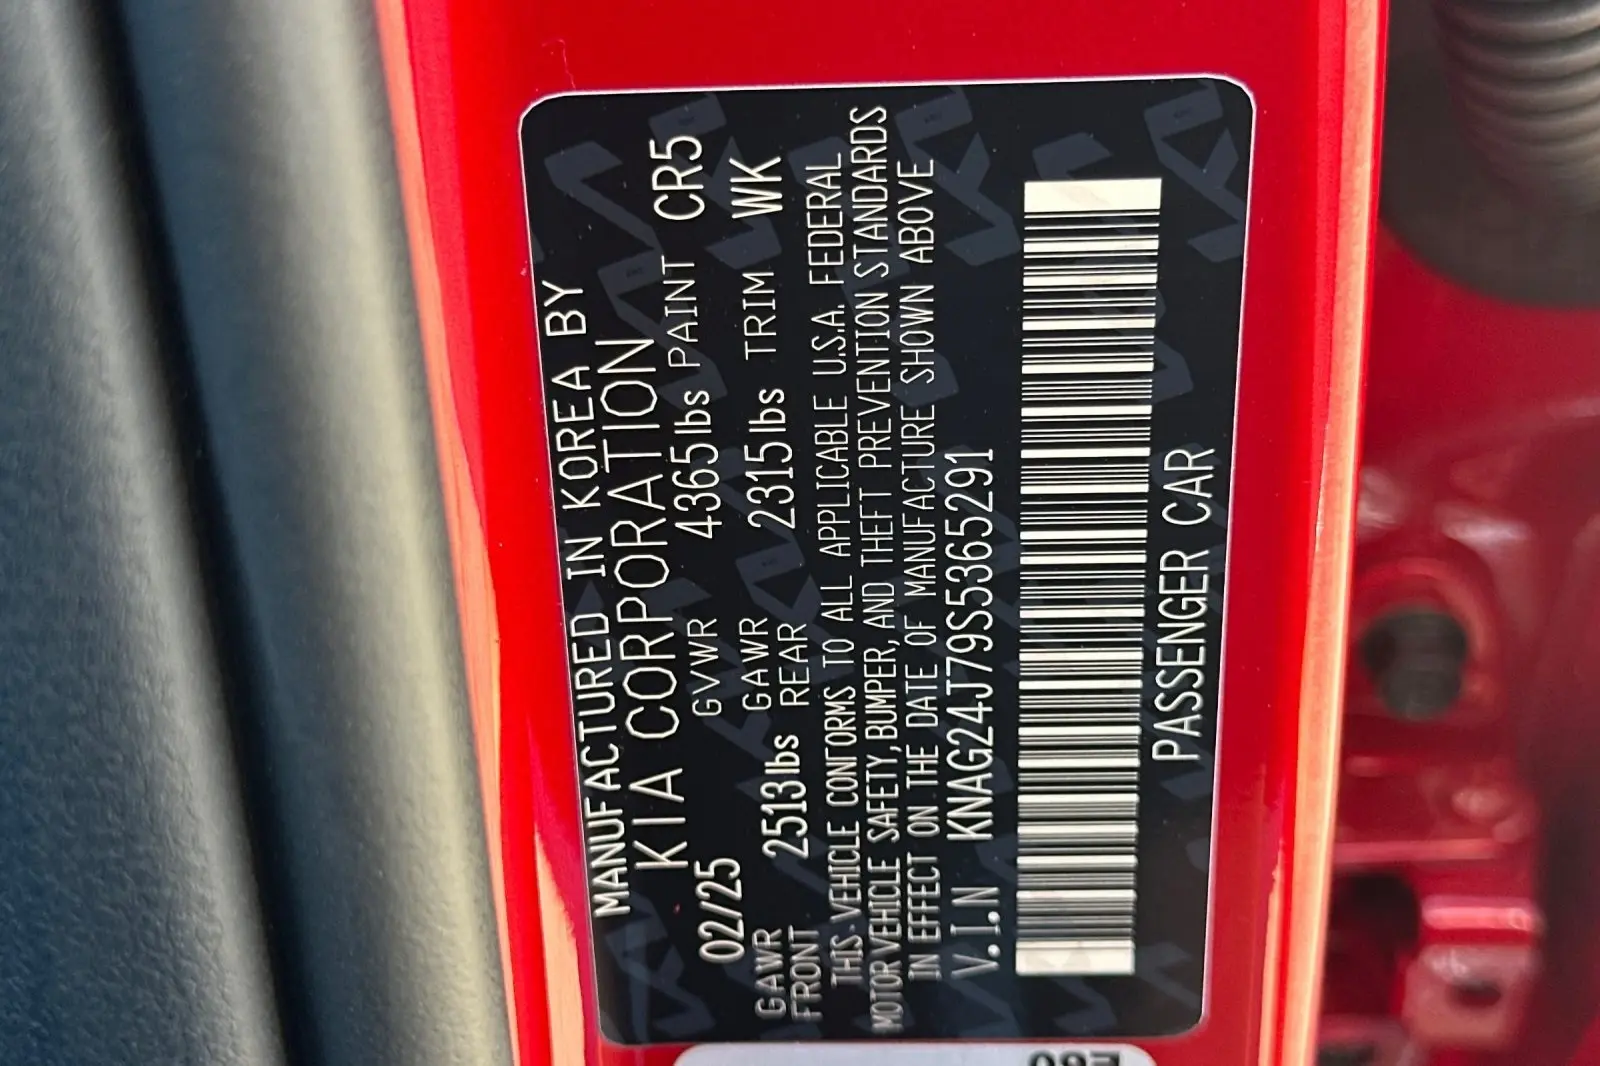 MANUFACTURED IN KOREA BY
KIA CORPORATION
02/25 GVWR 4365lbs PAINT CR5
GAWR FRONT 2513lbs GAWR REAR 2315lbs TRIM WK
THIS VEHICLE CONFORMS TO ALL APPLICABLE U.S.A. FEDERAL
MOTOR VEHICLE SAFETY, BUMPER, AND THEFT PREVENTION STANDARDS
IN EFFECT ON THE DATE OF MANUFACTURE SHOWN ABOVE
V.I.N KNAG24J79S5365291
PASSENGER CAR